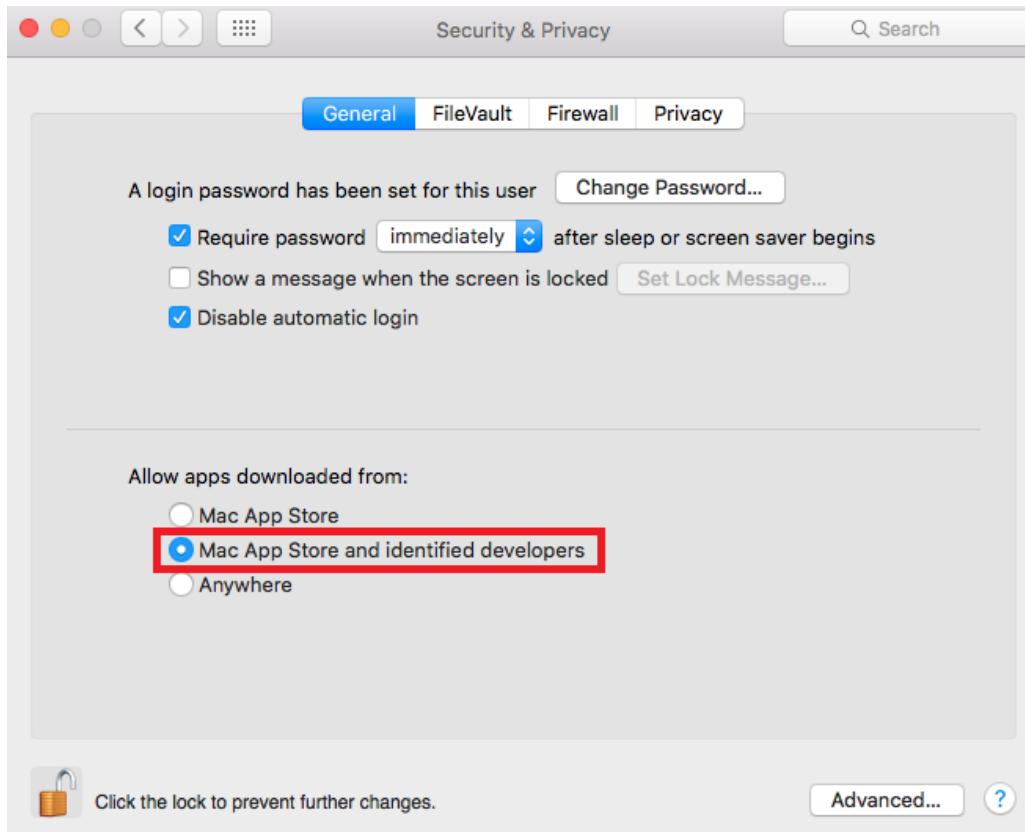 Security & Privacy
Search
General FileVault Firewall Privacy
A login password has been set for this user Change Password...
Require password immediately after sleep or screen saver begins
Show a message when the screen is locked Set Lock Message...
Disable automatic login
Allow apps downloaded from:
Mac App Store
Mac App Store and identified developers
Anywhere
Click the lock to prevent further changes.
Advanced... ?